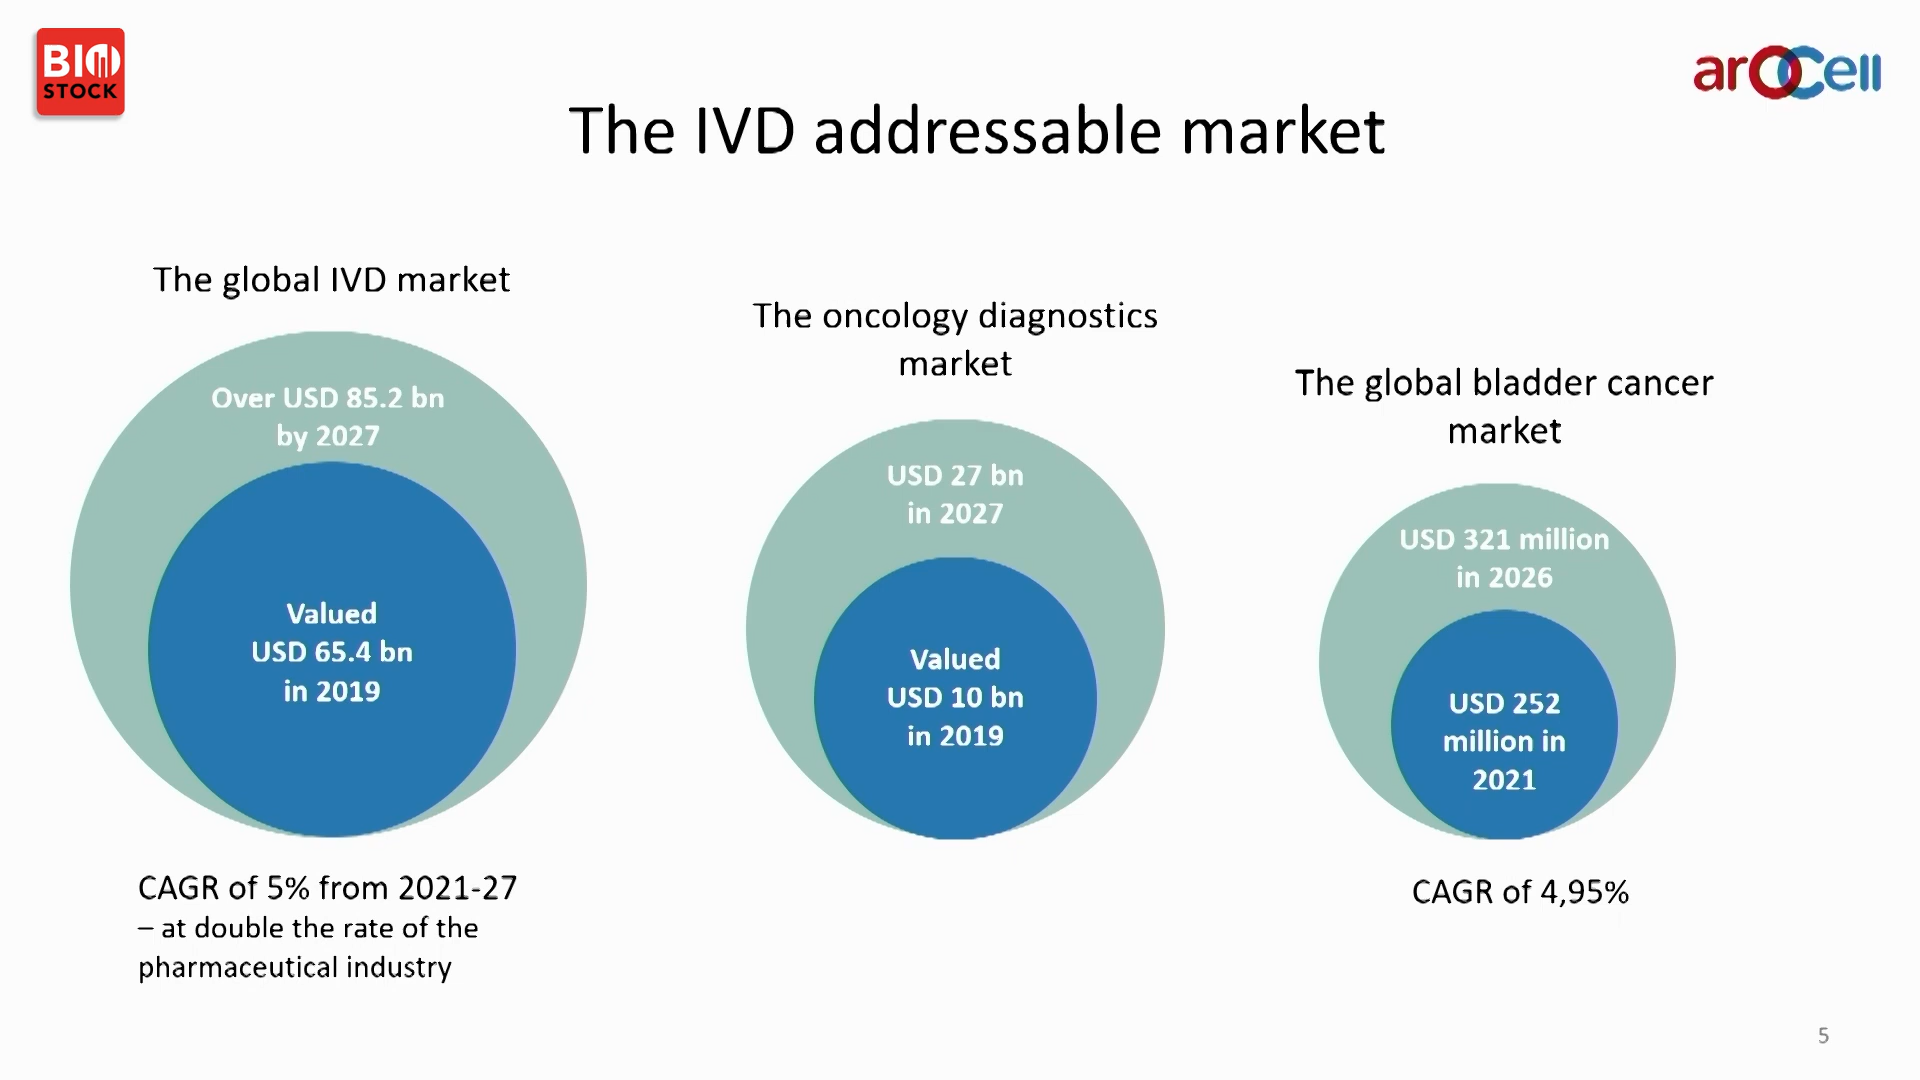 BIO
STOCK
arOCell
The IVD addressable market
The global IVD market
Over USD 85.2 bn
by 2027
Valued
USD 65.4 bn
in 2019
CAGR of 5% from 2021-27
– at double the rate of the
pharmaceutical industry
The oncology diagnostics
market
USD 27 bn
in 2027
Valued
USD 10 bn
in 2019
The global bladder cancer
market
USD 321 million
in 2026
USD 252
million in
2021
CAGR of 4,95%
5